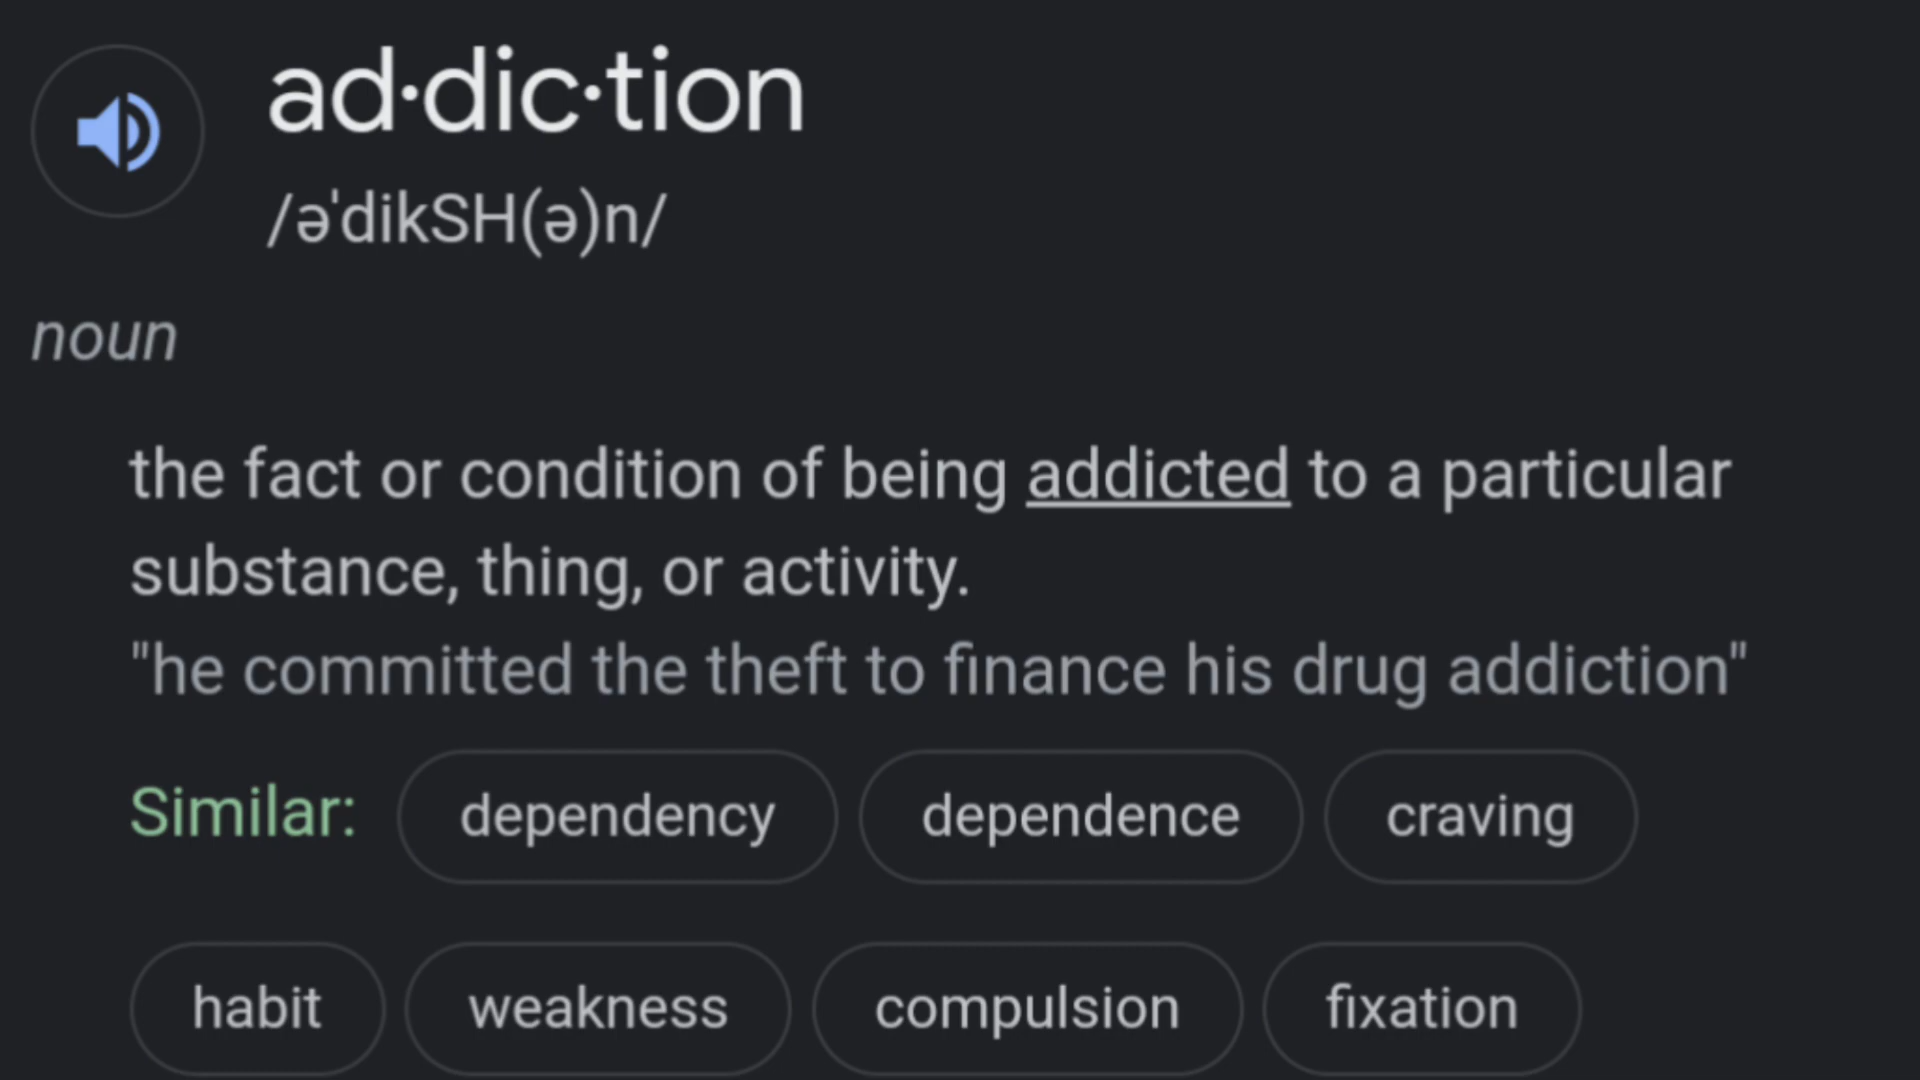 ad·dic·tion
/əˈdikSH(ə)n/
noun
the fact or condition of being addicted to a particular
substance, thing, or activity.
"he committed the theft to finance his drug addiction"
Similar: dependency dependence craving
habit weakness compulsion fixation